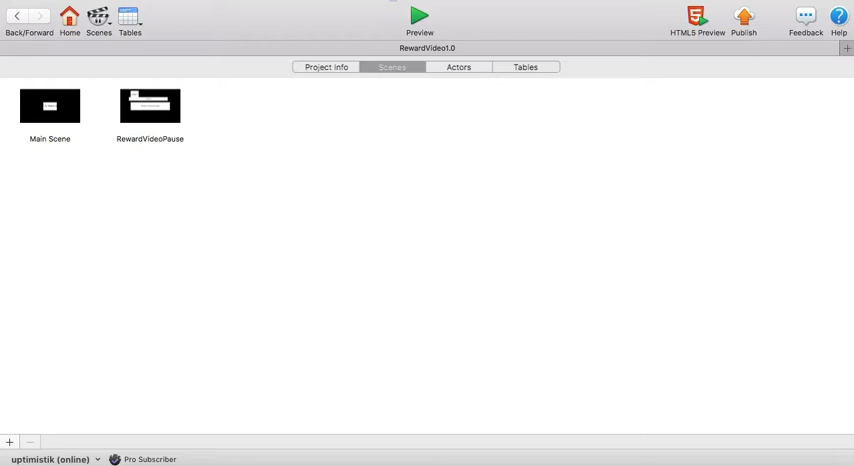 Back/Forward Home Scenes Tables Preview HTML5 Preview Publish Feedback Help
RewardVideo1.0
Project Info Scenes Actors Tables
Main Scene RewardVideoPause
uptimistik (online) Pro Subscriber